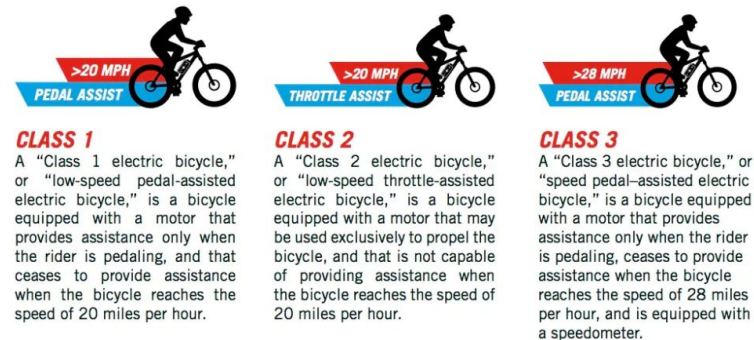 >20 MPH
PEDAL ASSIST
CLASS 1
A “Class 1 electric bicycle,”
or “low-speed pedal-assisted
electric bicycle,” is a bicycle
equipped with a motor that
provides assistance only when
the rider is pedaling, and that
ceases to provide assistance
when the bicycle reaches the
speed of 20 miles per hour.
>20 MPH
THROTTLE ASSIST
CLASS 2
A “Class 2 electric bicycle,”
or “low-speed throttle-assisted
electric bicycle,” is a bicycle
equipped with a motor that may
be used exclusively to propel the
bicycle, and that is not capable
of providing assistance when
the bicycle reaches the speed of
20 miles per hour.
>28 MPH
PEDAL ASSIST
CLASS 3
A “Class 3 electric bicycle,” or
“speed pedal–assisted electric
bicycle,” is a bicycle equipped
with a motor that provides
assistance only when the rider
is pedaling, ceases to provide
assistance when the bicycle
reaches the speed of 28 miles
per hour, and is equipped with
a speedometer.